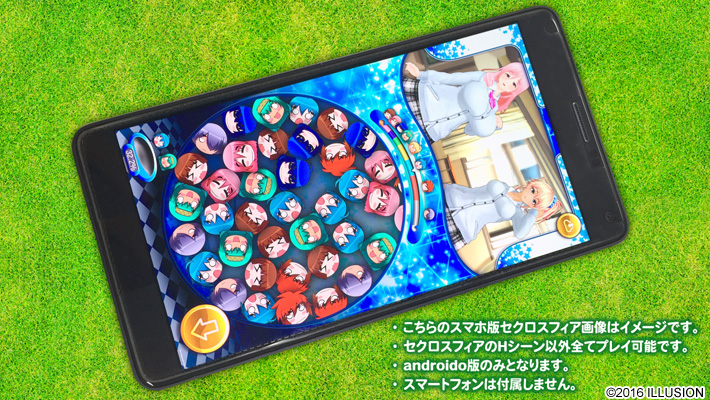 32:29
・ こちらのスマホ版セクロスフィア画像はイメージです。
・ セクロスフィアのHシーン以外全てプレイ可能です。
・ androido版のみとなります。
・ スマートフォンは付属しません。
©2016 ILLUSION